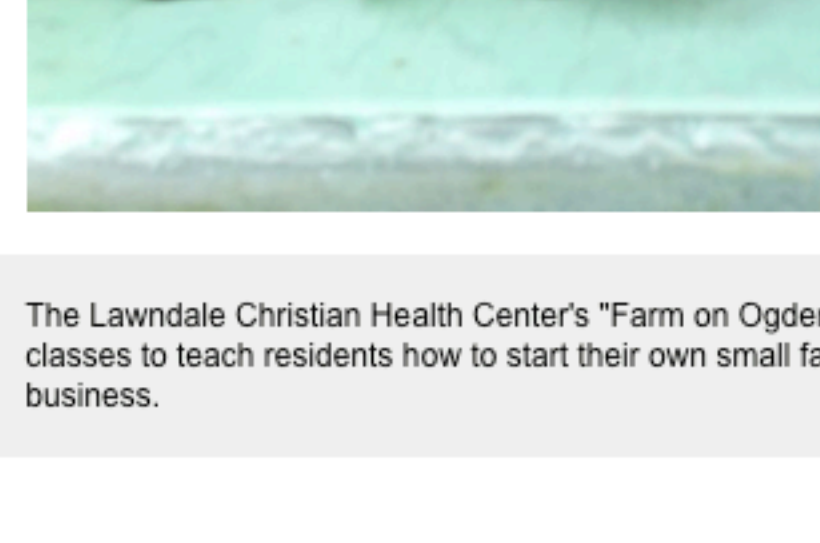 The Lawndale Christian Health Center's "Farm on
classes to teach residents how to start their own small
business.